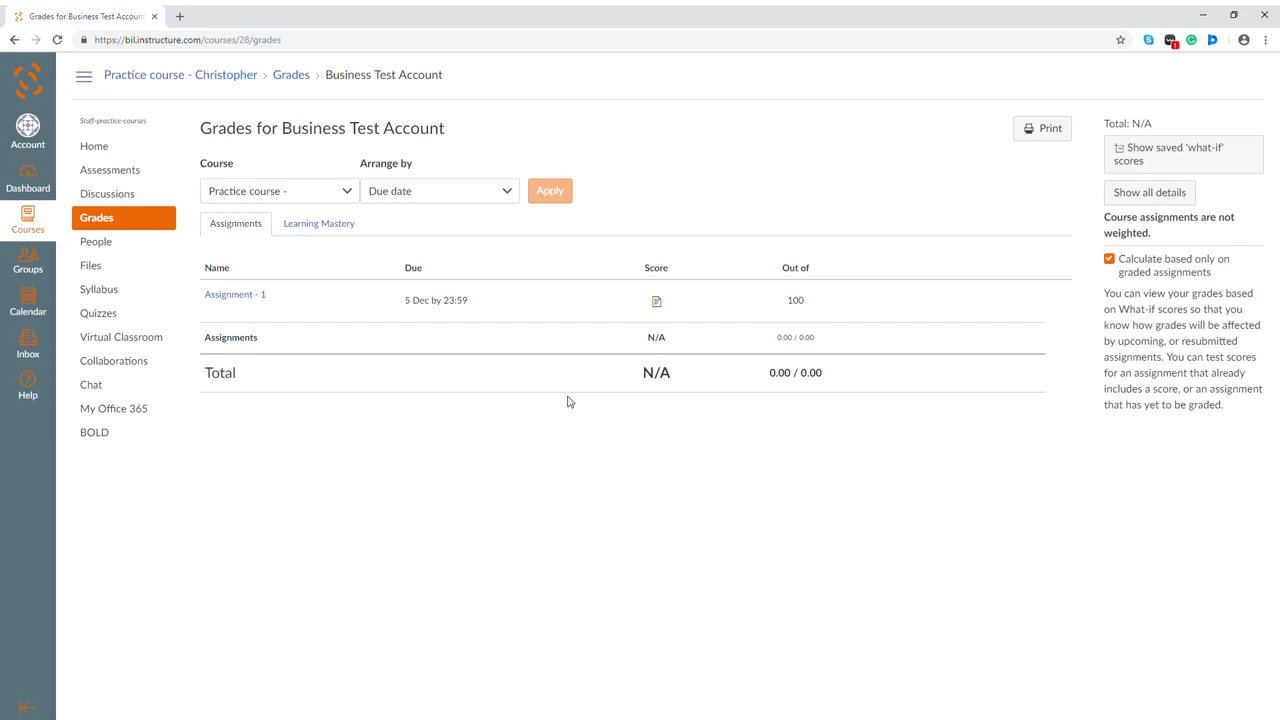 Grades for Business Test Account
https://bil.instructure.com/courses/28/grades
1
Practice course - Christopher › Grades › Business Test Account
Account
Dashboard
Courses
Groups
Calendar
Inbox
Help
Staff-practice-courses
Home
Assessments
Discussions
Grades
People
Files
Syllabus
Quizzes
Virtual Classroom
Collaborations
Chat
My Office 365
BOLD
Grades for Business Test Account
Print
Course Arrange by
Practice course - Due date Apply
Assignments Learning Mastery
Name Due Score Out of
Assignment - 1 5 Dec by 23:59 100
Assignments N/A 0.00 / 0.00
Total N/A 0.00 / 0.00
Total: N/A
Show saved 'what-if'
scores
Show all details
Course assignments are not
weighted.
Calculate based only on
graded assignments
You can view your grades based
on What-if scores so that you
know how grades will be affected
by upcoming, or resubmitted
assignments. You can test scores
for an assignment that already
includes a score, or an assignment
that has yet to be graded.